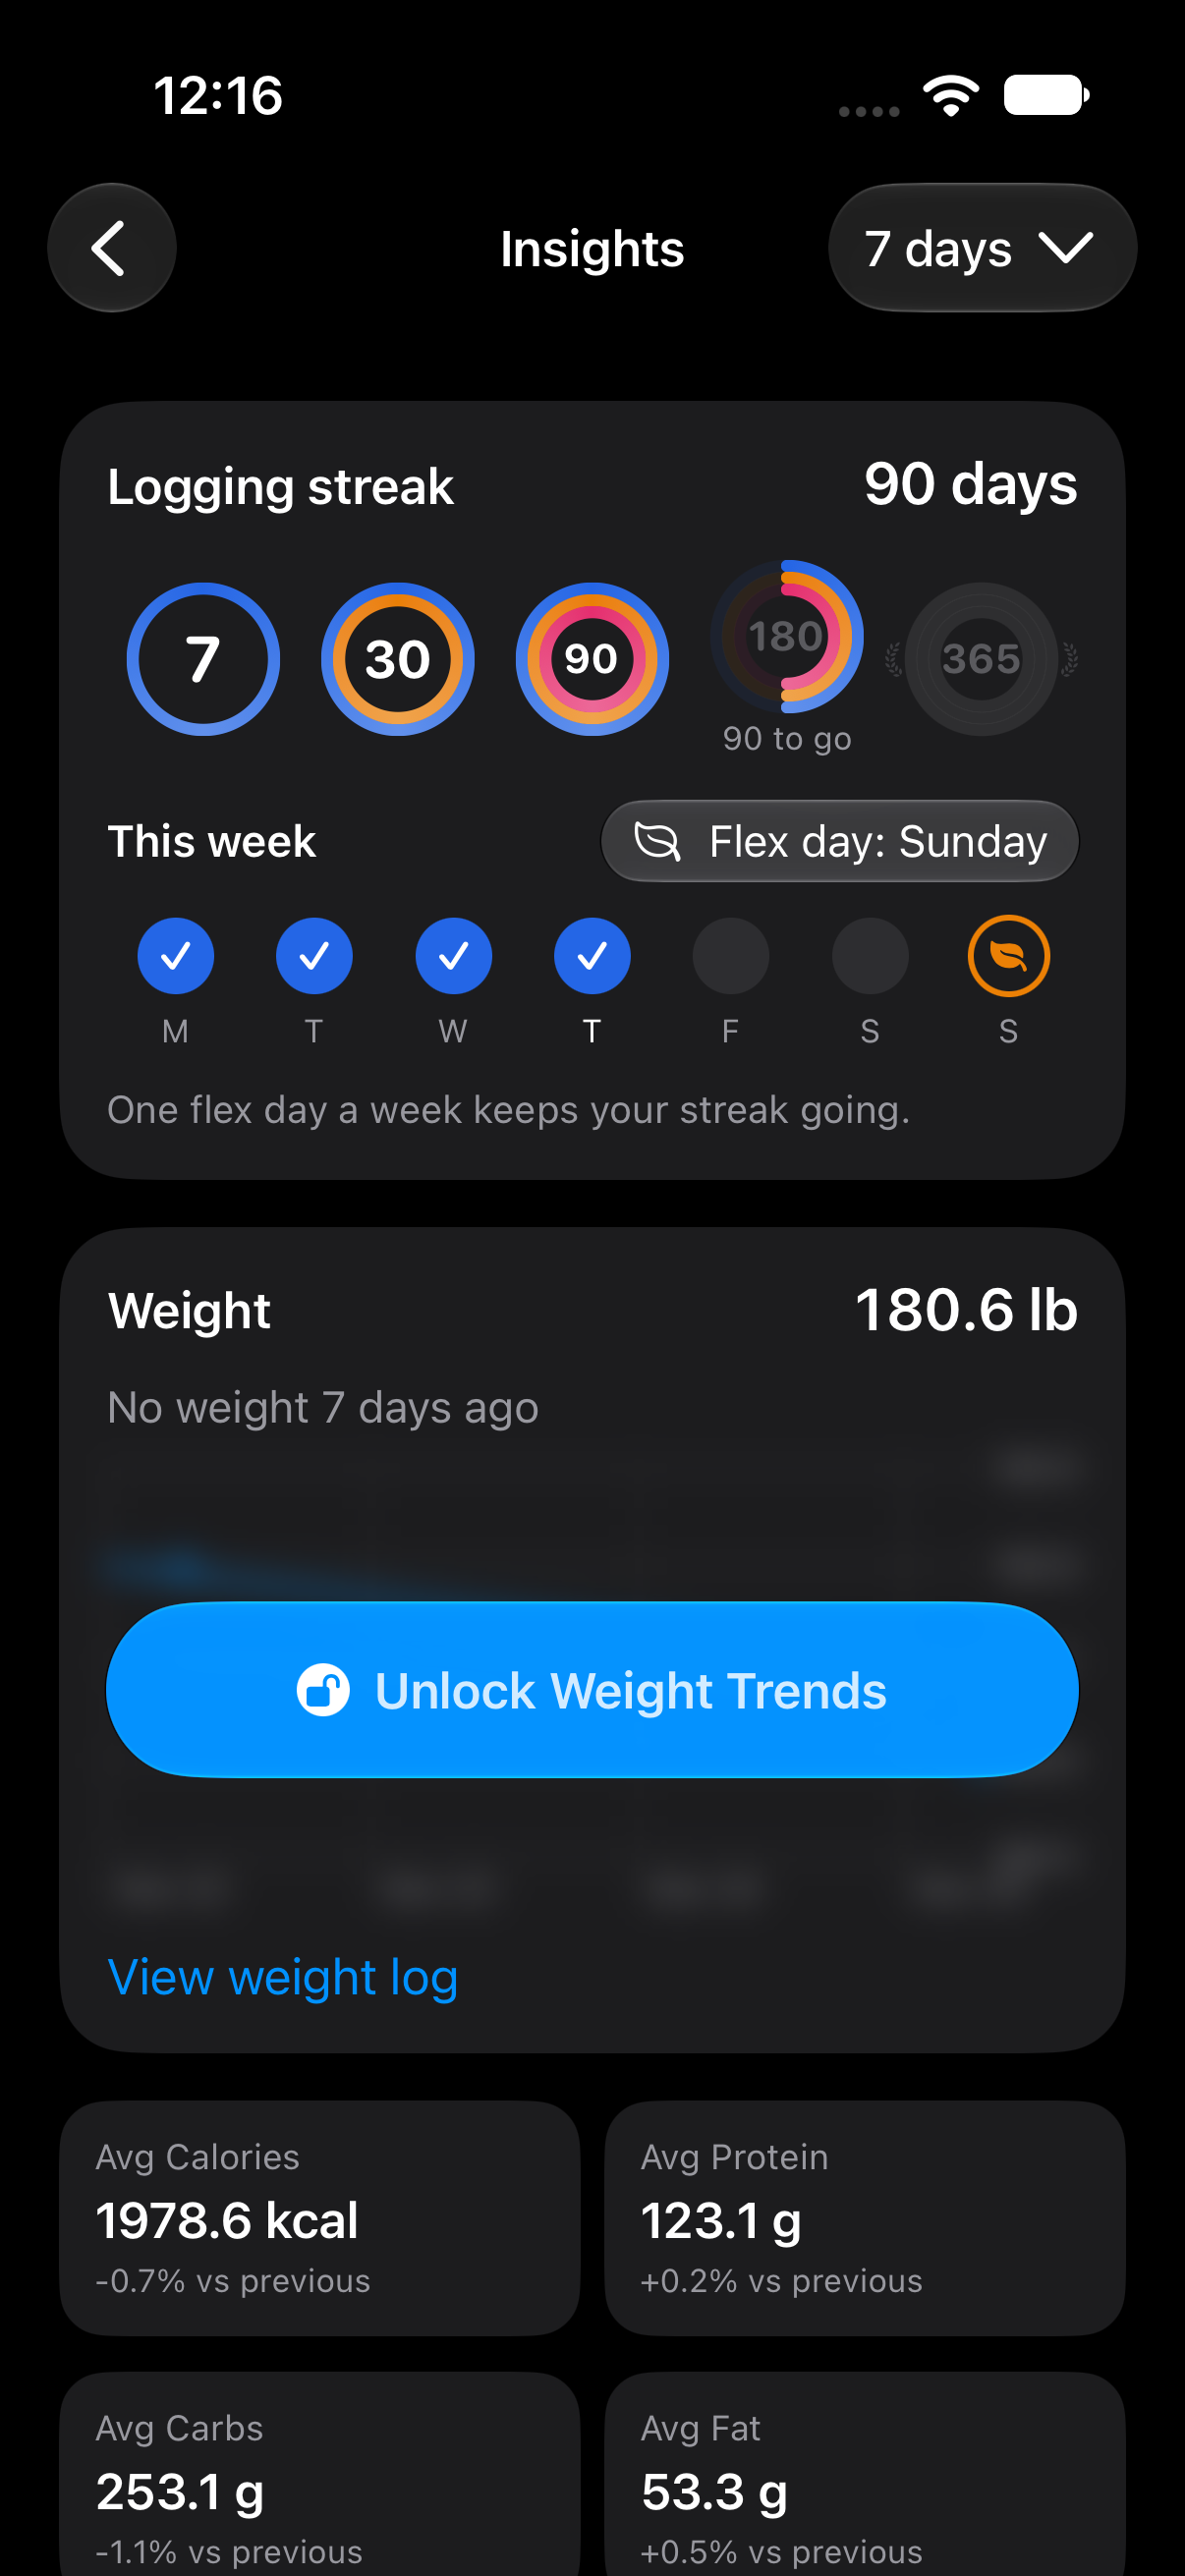 12:16
Insights
7 days
Logging streak
90 days
7
30
90
180
365
90 to go
This week
Flex day: Sunday
M T W T F S S
One flex day a week keeps your streak going.
Weight
180.6 lb
No weight 7 days ago
Unlock Weight Trends
View weight log
Avg Calories
1978.6 kcal
-0.7% vs previous
Avg Protein
123.1 g
+0.2% vs previous
Avg Carbs
253.1 g
-1.1% vs previous
Avg Fat
53.3 g
+0.5% vs previous